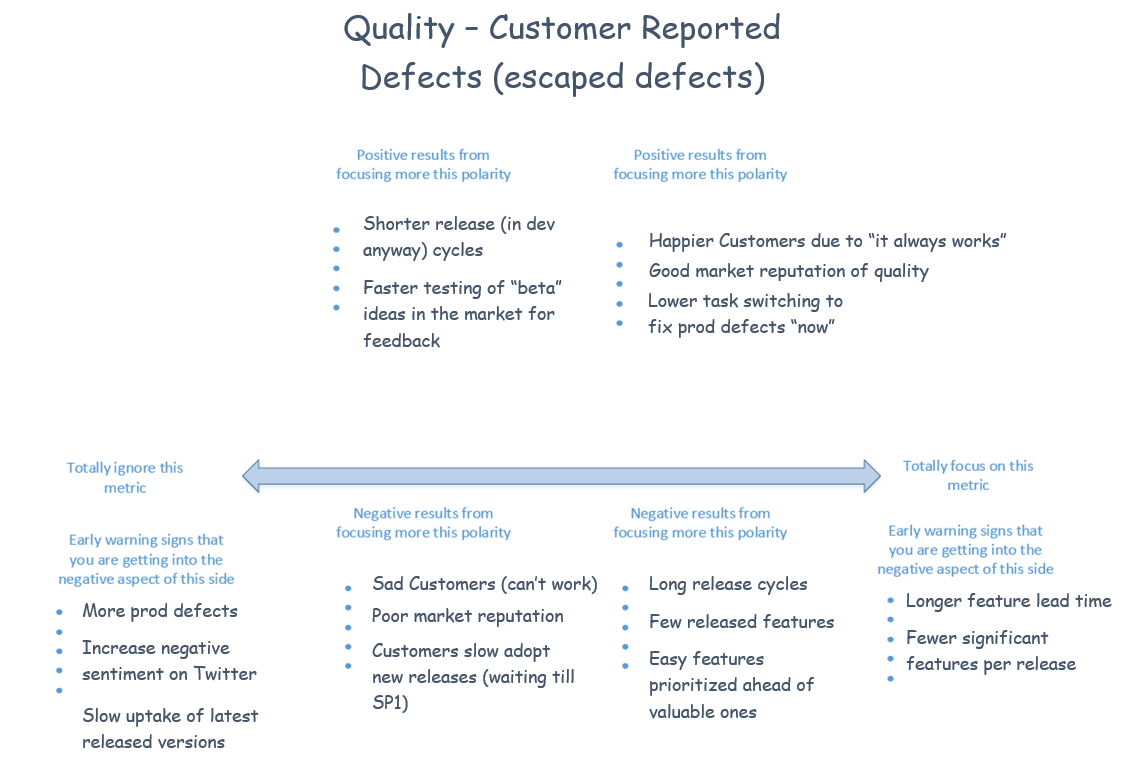 Quality – Customer Reported
Defects (escaped defects)
Positive results from
focusing more this polarity
Shorter release (in dev
anyway) cycles
Faster testing of “beta”
ideas in the market for
feedback
Positive results from
focusing more this polarity
Happier Customers due to “it always works”
Good market reputation of quality
Lower task switching to
fix prod defects “now”
Totally ignore this
metric
Totally focus on this
metric
Early warning signs that
you are getting into the
negative aspect of this side
More prod defects
Increase negative
sentiment on Twitter
Slow uptake of latest
released versions
Negative results from
focusing more this polarity
Sad Customers (can’t work)
Poor market reputation
Customers slow adopt
new releases (waiting till
SP1)
Negative results from
focusing more this polarity
Long release cycles
Few released features
Easy features
prioritized ahead of
valuable ones
Early warning signs that
you are getting into the
negative aspect of this side
Longer feature lead time
Fewer significant
features per release